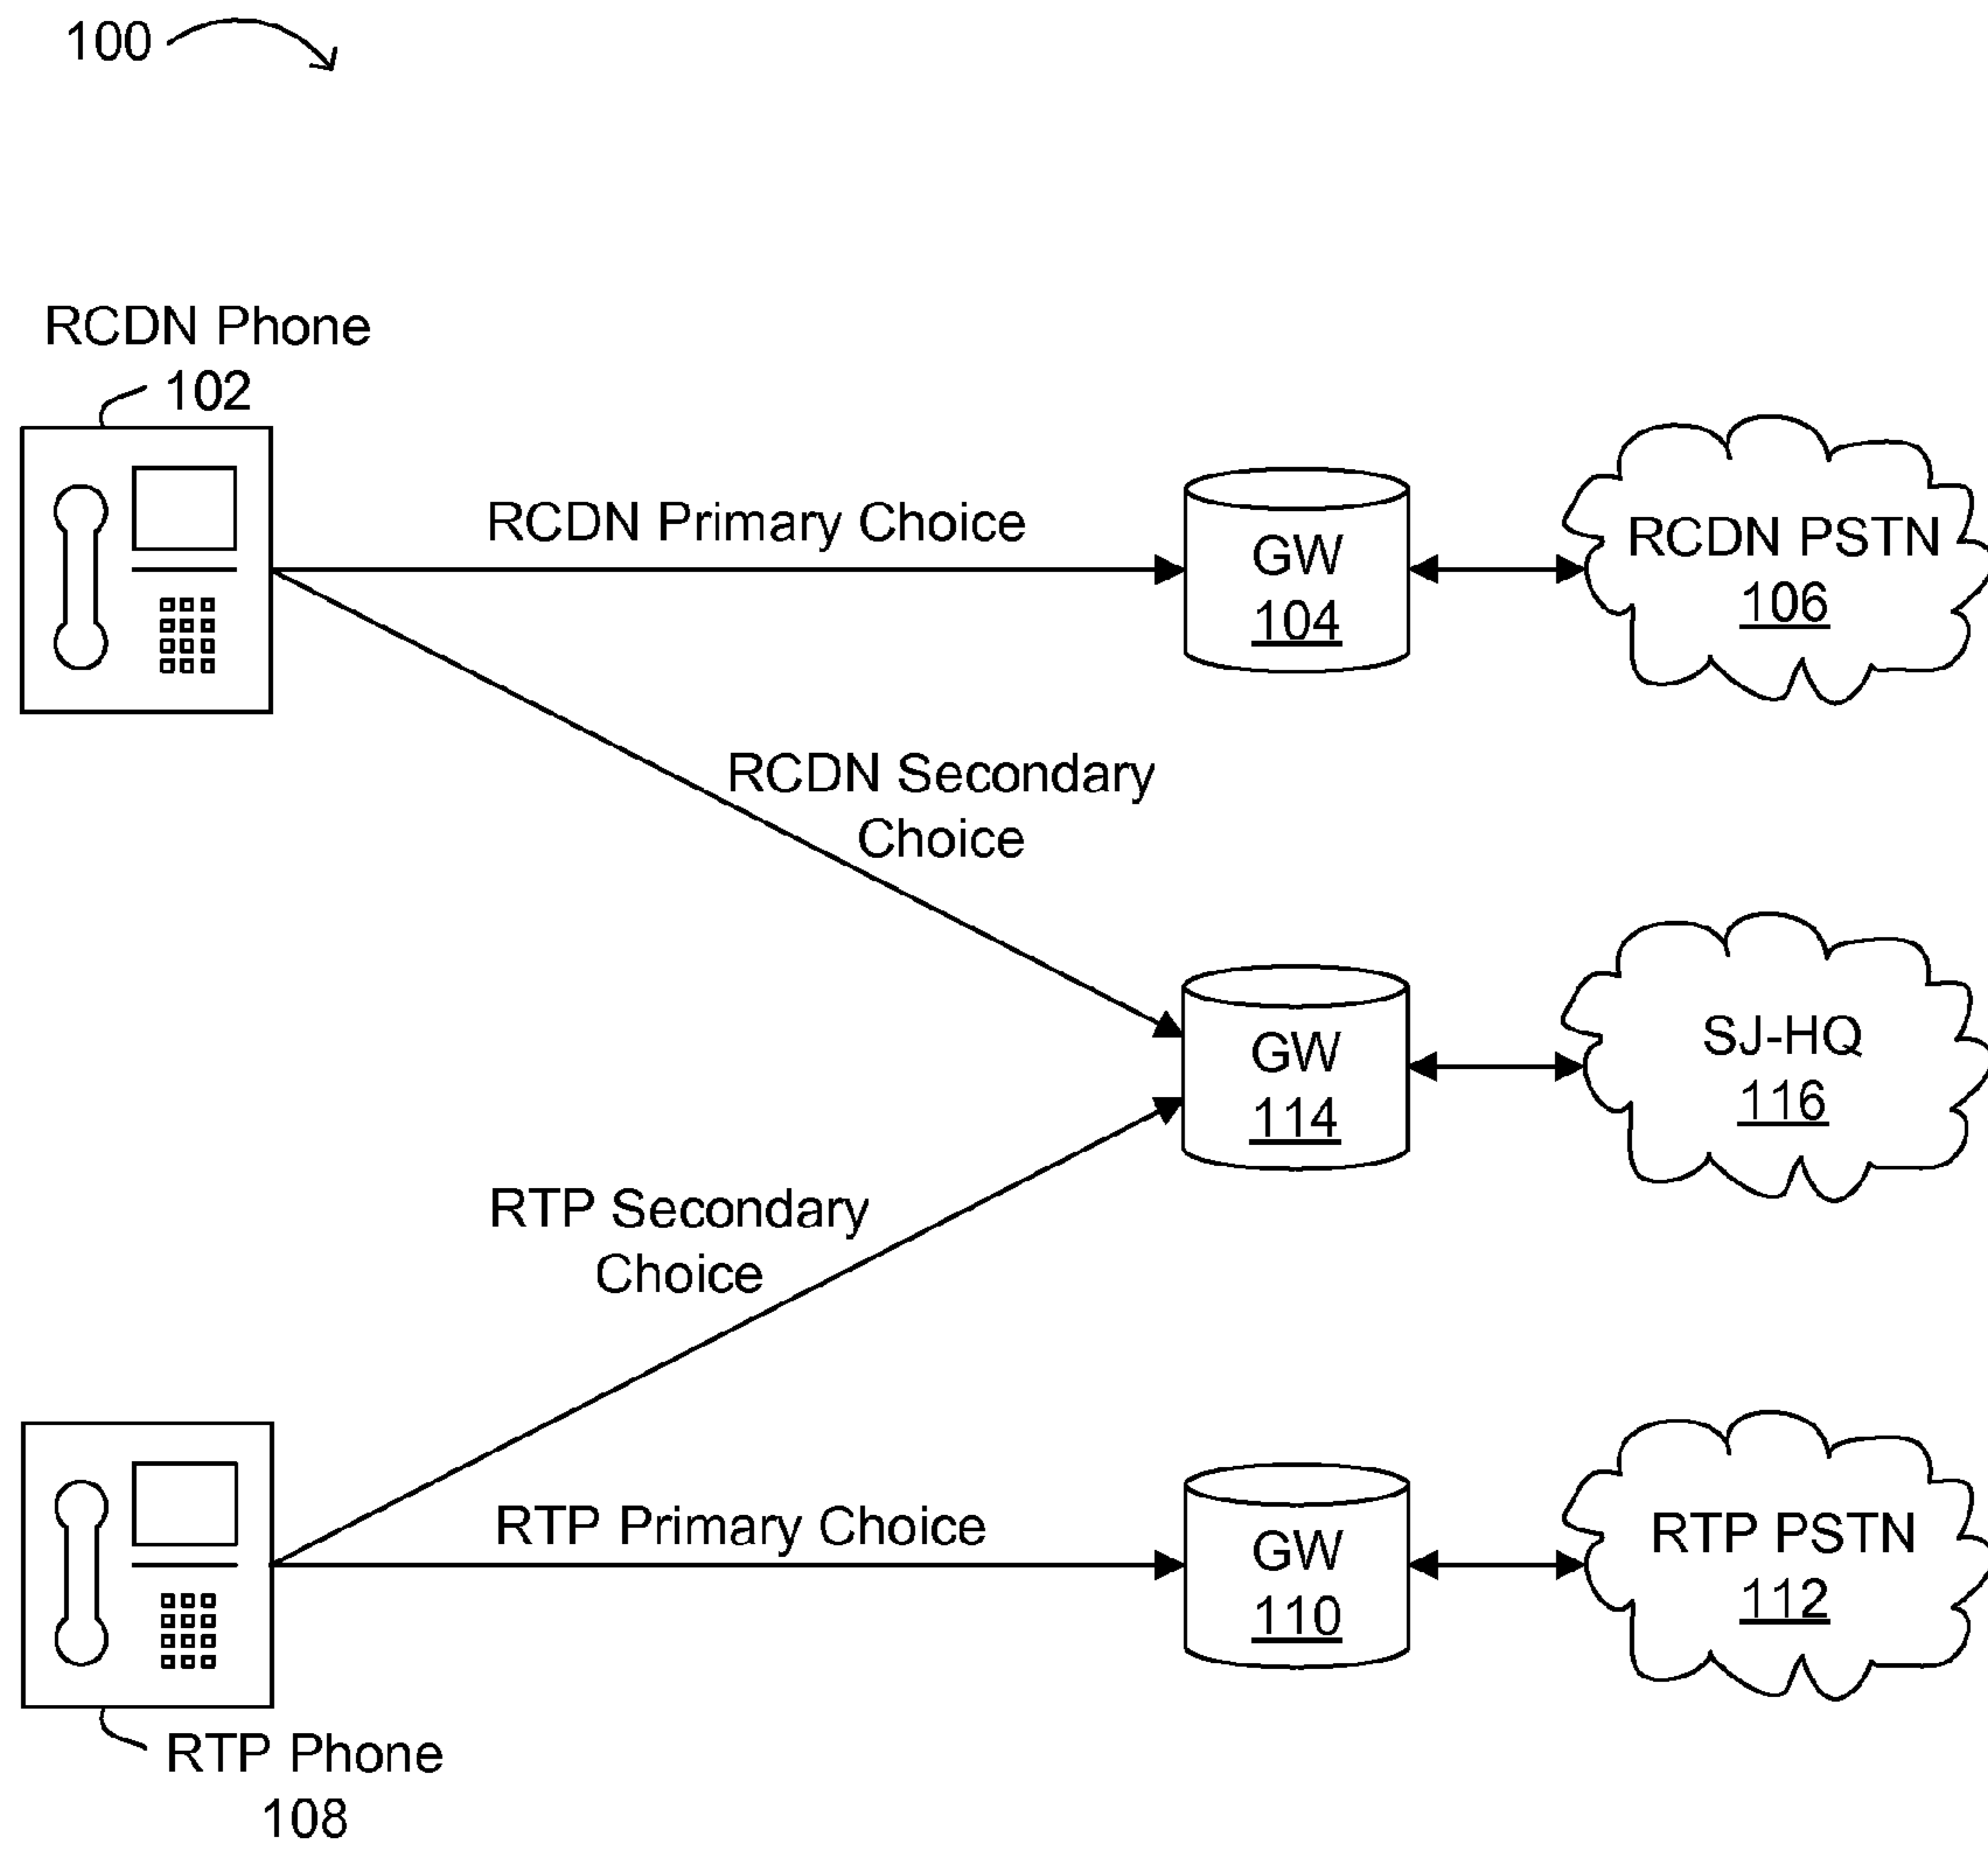 100
RCDN Phone
102
RCDN Primary Choice
GW
104
RCDN PSTN
106
RCDN Secondary
Choice
GW
114
SJ-HQ
116
RTP Secondary
Choice
RTP Primary Choice
GW
110
RTP PSTN
112
RTP Phone
108